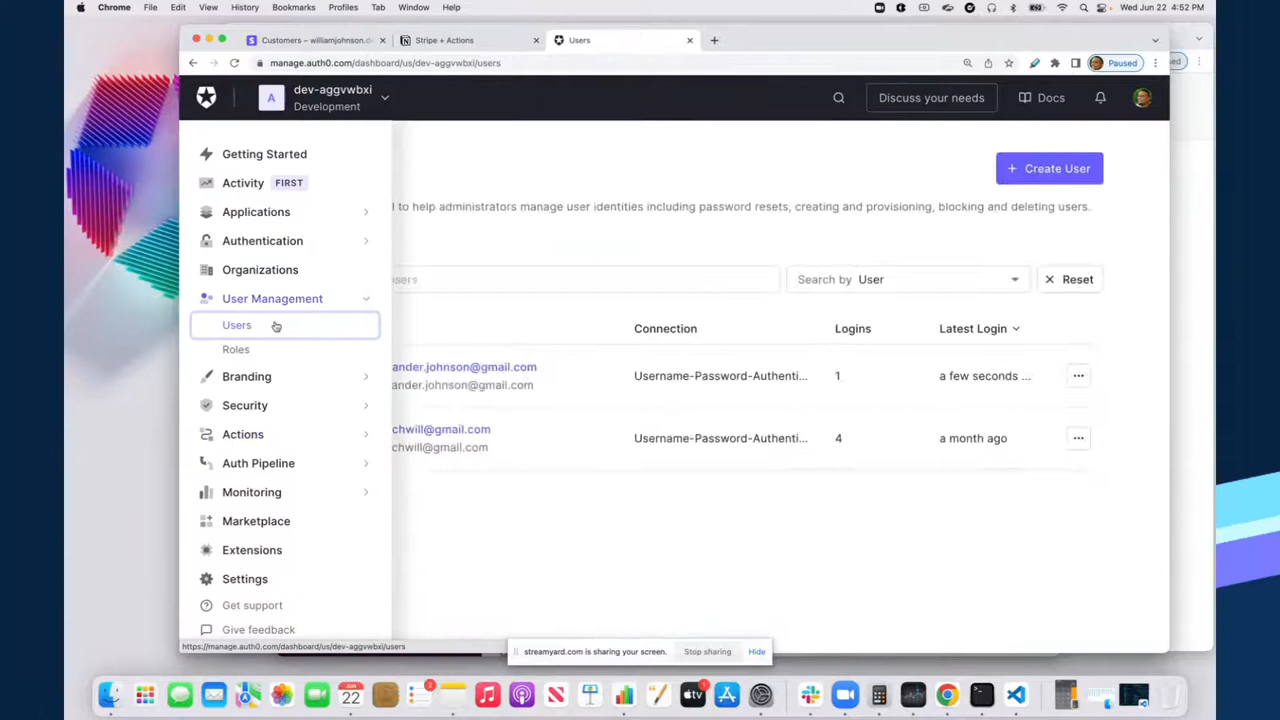 Chrome File Edit View History Bookmarks Profiles Tab Window Help Wed Jun 22 4:52 PM
Customers – williamjohnson.d
Stripe + Actions
Users
manage.auth0.com/dashboard/us/dev-aggvwbxi/users
Paused
A
dev-aggvwbxi
Development
Discuss your needs
Docs
Getting Started
Activity FIRST
Applications
Authentication
Organizations
User Management
Users
Roles
Branding
Security
Actions
Auth Pipeline
Monitoring
Marketplace
Extensions
Settings
Get support
Give feedback
+ Create User
l to help administrators manage user identities including password resets, creating and provisioning, blocking and deleting users.
users
Search by User
Reset
Connection Logins Latest Login
ander.johnson@gmail.com
ander.johnson@gmail.com
Username-Password-Authenti... 1 a few seconds ...
chwill@gmail.com
chwill@gmail.com
Username-Password-Authenti... 4 a month ago
https://manage.auth0.com/dashboard/us/dev-aggvwbxi/users
streamyard.com is sharing your screen. Stop sharing Hide
JUN
22
2
tv
1